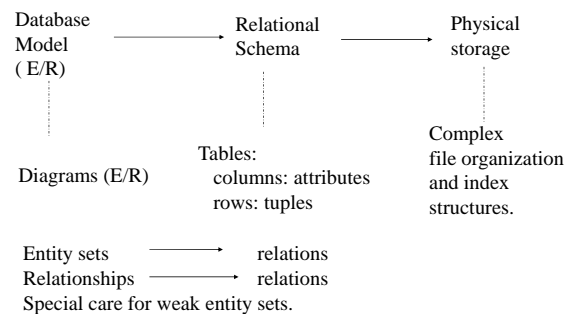 Database
Model
( E/R)
Relational
Schema
Physical
storage
Diagrams (E/R)
Tables:
columns: attributes
rows: tuples
Complex
file organization
and index
structures.
Entity sets
relations
Relationships
relations
Special care for weak entity sets.